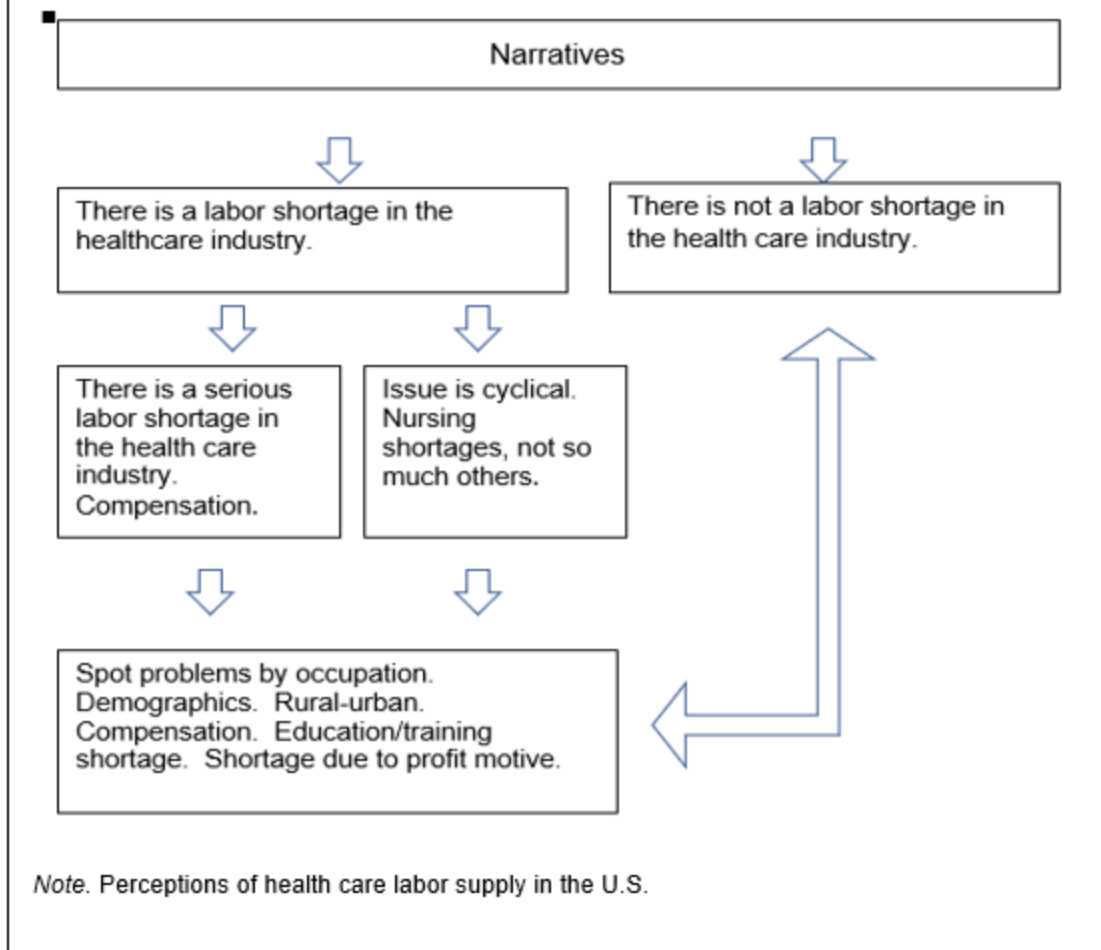 Narratives
There is a labor shortage in the
healthcare industry.
There is not a labor shortage in
the health care industry.
There is a serious
labor shortage in
the health care
industry.
Compensation.
Issue is cyclical.
Nursing
shortages, not so
much others.
Spot problems by occupation.
Demographics.  Rural-urban.
Compensation.  Education/training
shortage.  Shortage due to profit motive.
Note. Perceptions of health care labor supply in the U.S.